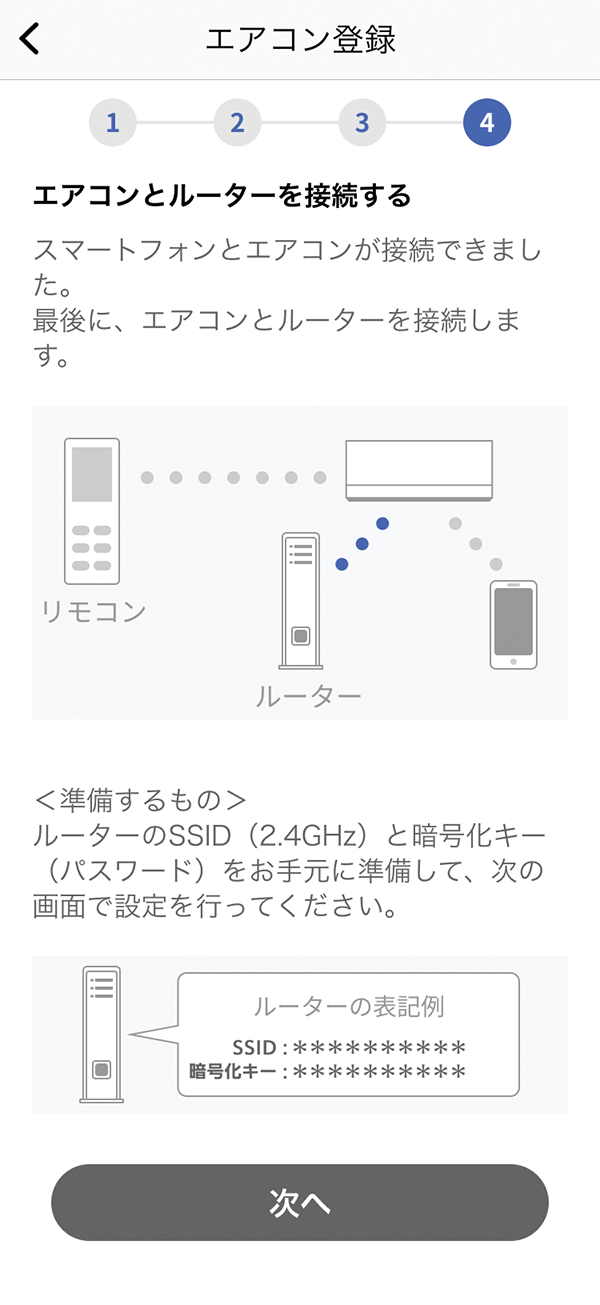 エアコン登録
1 2 3 4
エアコンとルーターを接続する
スマートフォンとエアコンが接続できまし
た。
最後に、エアコンとルーターを接続しま
す。
リモコン
ルーター
＜準備するもの＞
ルーターのSSID（2.4GHz）と暗号化キー
（パスワード）をお手元に準備して、次の
画面で設定を行ってください。
ルーターの表記例
SSID：＊＊＊＊＊＊＊＊＊＊
暗号化キー：＊＊＊＊＊＊＊＊＊＊
次へ